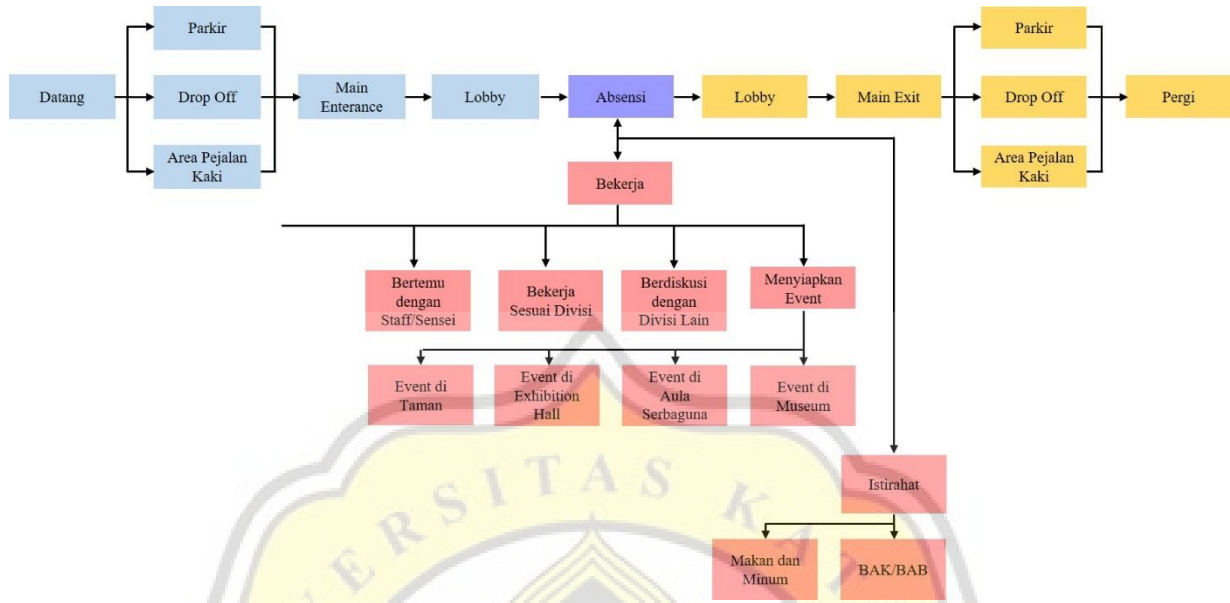 Parkir
Parkir
Datang
Drop Off
Main
Enterance
Lobby
Absensi
Lobby
Main Exit
Drop Off
Pergi
Area Pejalan
Kaki
Area Pejalan
Kaki
Bekerja
Bertemu
dengan
Staff/Sensei
Bekerja
Sesuai Divisi
Berdiskusi
dengan
Divisi Lain
Menyiapkan
Event
Event di
Taman
Event di
Exhibition
Hall
Event di
Aula
Serbaguna
Event di
Museum
Istirahat
Makan dan
Minum
BAK/BAB
ERSITAS KAT